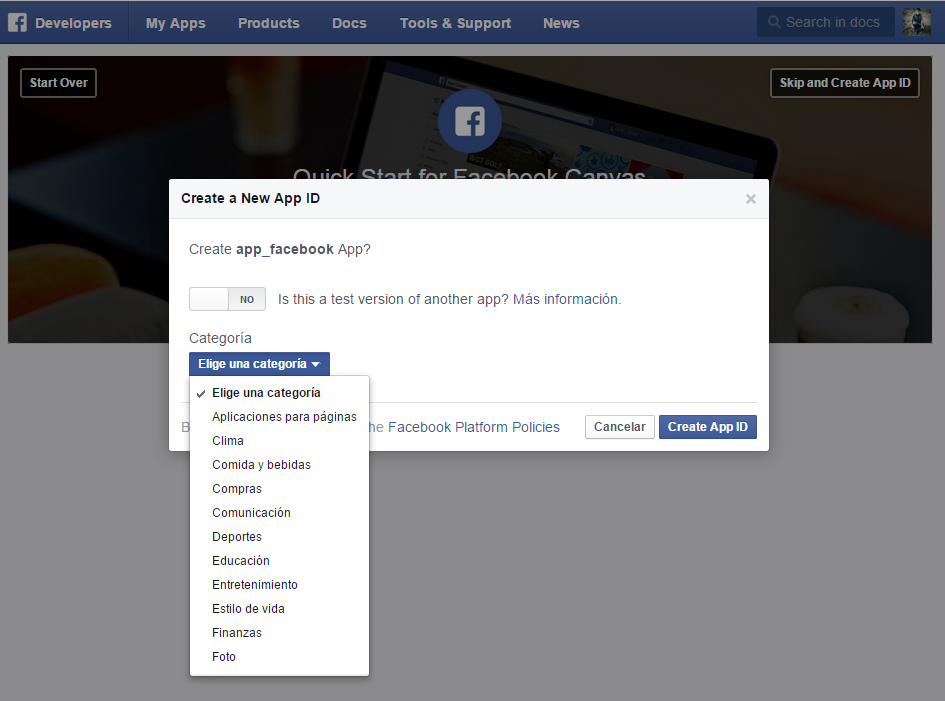 Developers My Apps Products Docs Tools & Support News Search in docs
Start Over Skip and Create App ID
Quick Start for Facebook Canvas
Create a New App ID
Create app_facebook App?
NO Is this a test version of another app? Más información.
Categoría
Elige una categoría
Elige una categoría
Aplicaciones para páginas
Clima
Comida y bebidas
Compras
Comunicación
Deportes
Educación
Entretenimiento
Estilo de vida
Finanzas
Foto
Facebook Platform Policies Cancelar Create App ID